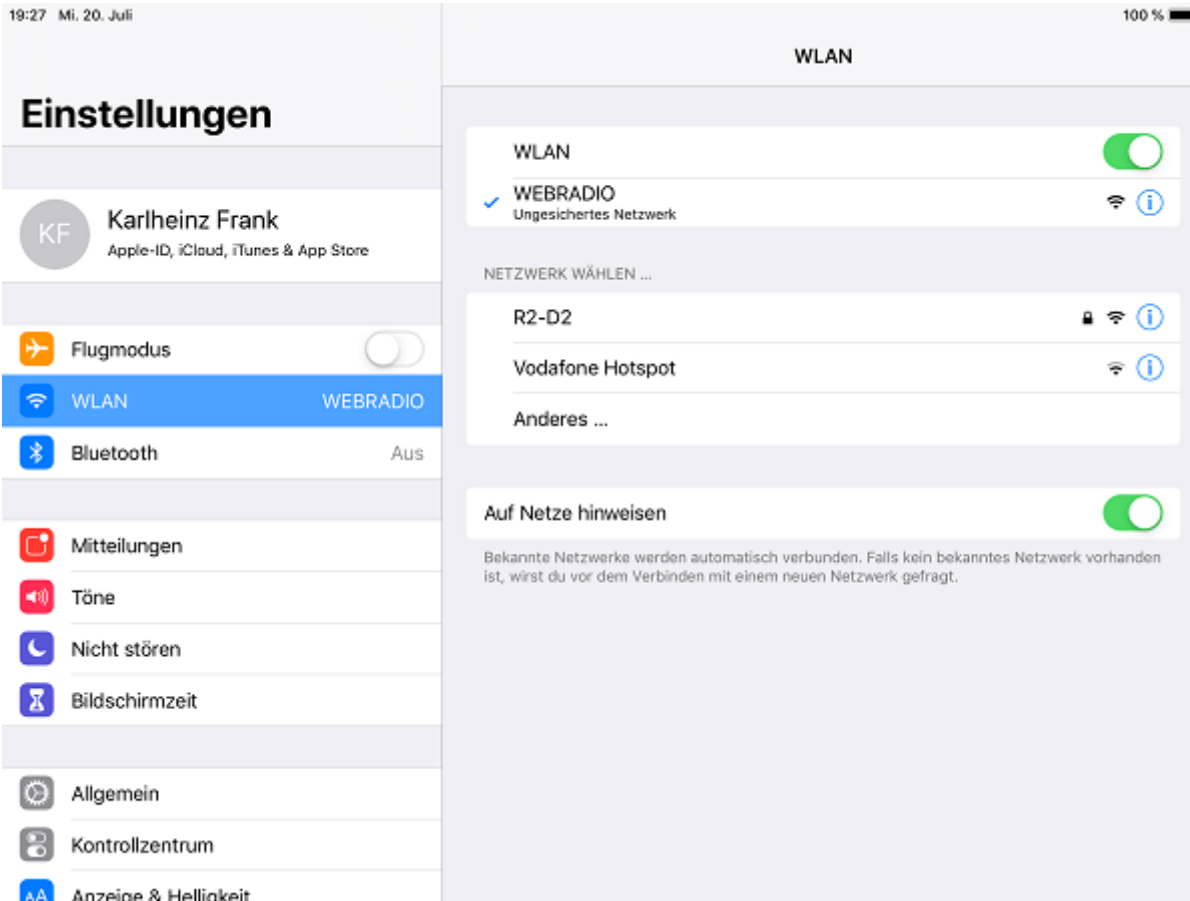 19:27 Mi. 20. Juli
100 %
Einstellungen
KF
Karlheinz Frank
Apple-ID, iCloud, iTunes & App Store
Flugmodus
WLAN WEBRADIO
Bluetooth Aus
Mitteilungen
Töne
Nicht stören
Bildschirmzeit
Allgemein
Kontrollzentrum
AA Anzeige & Helligkeit
WLAN
WLAN
WEBRADIO
Ungesichertes Netzwerk
NETZWERK WÄHLEN ...
R2-D2
Vodafone Hotspot
Anderes ...
Auf Netze hinweisen
Bekannte Netzwerke werden automatisch verbunden. Falls kein bekanntes Netzwerk vorhanden
ist, wirst du vor dem Verbinden mit einem neuen Netzwerk gefragt.